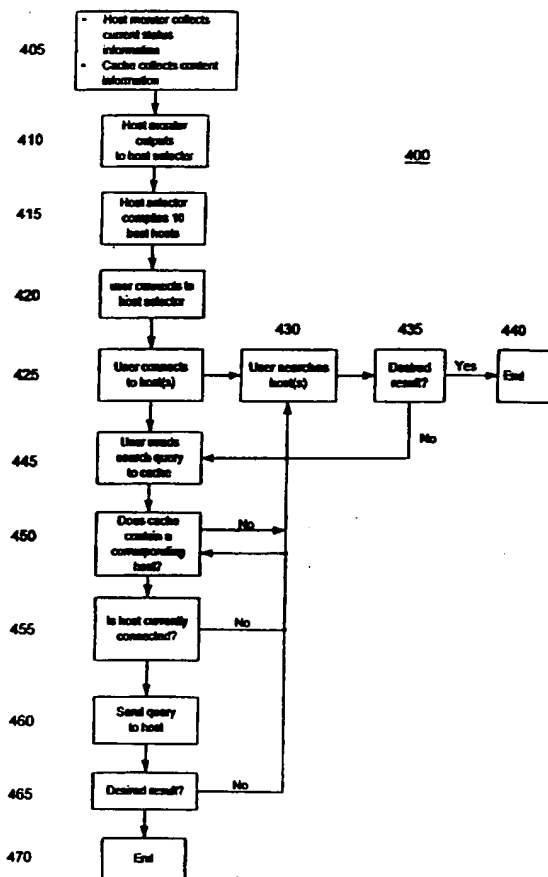 405
- Host monitor collects
current status
information
- Cache collects content
information
410
Host monitor
outputs
to host selector
400
415
Host selector
compiles 10
best hosts
420
user connects to
host selector
430
435
440
425
User connects
to host(s)
User searches
host(s)
Desired
result?
Yes
End
No
445
User sends
search query
to cache
450
Does cache
contain a
corresponding
host?
No
455
Is host currently
connected?
No
460
Send query
to host
465
Desired result?
No
470
End